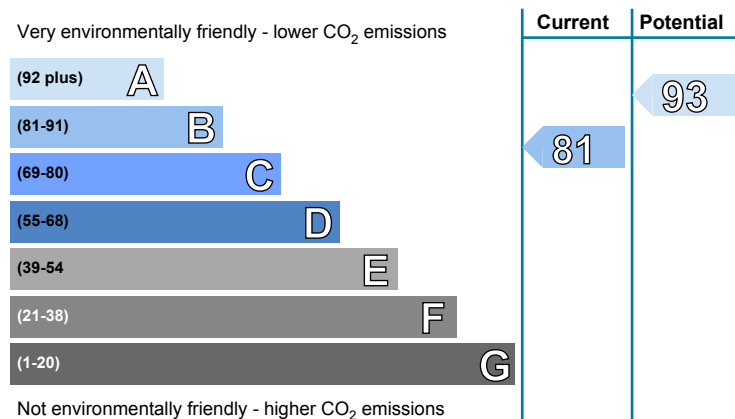 Very environmentally friendly - lower CO2 emissions
Current
Potential
(92 plus) A
(81-91) B
(69-80) C
(55-68) D
(39-54 E
(21-38) F
(1-20) G
81
93
Not environmentally friendly - higher CO2 emissions